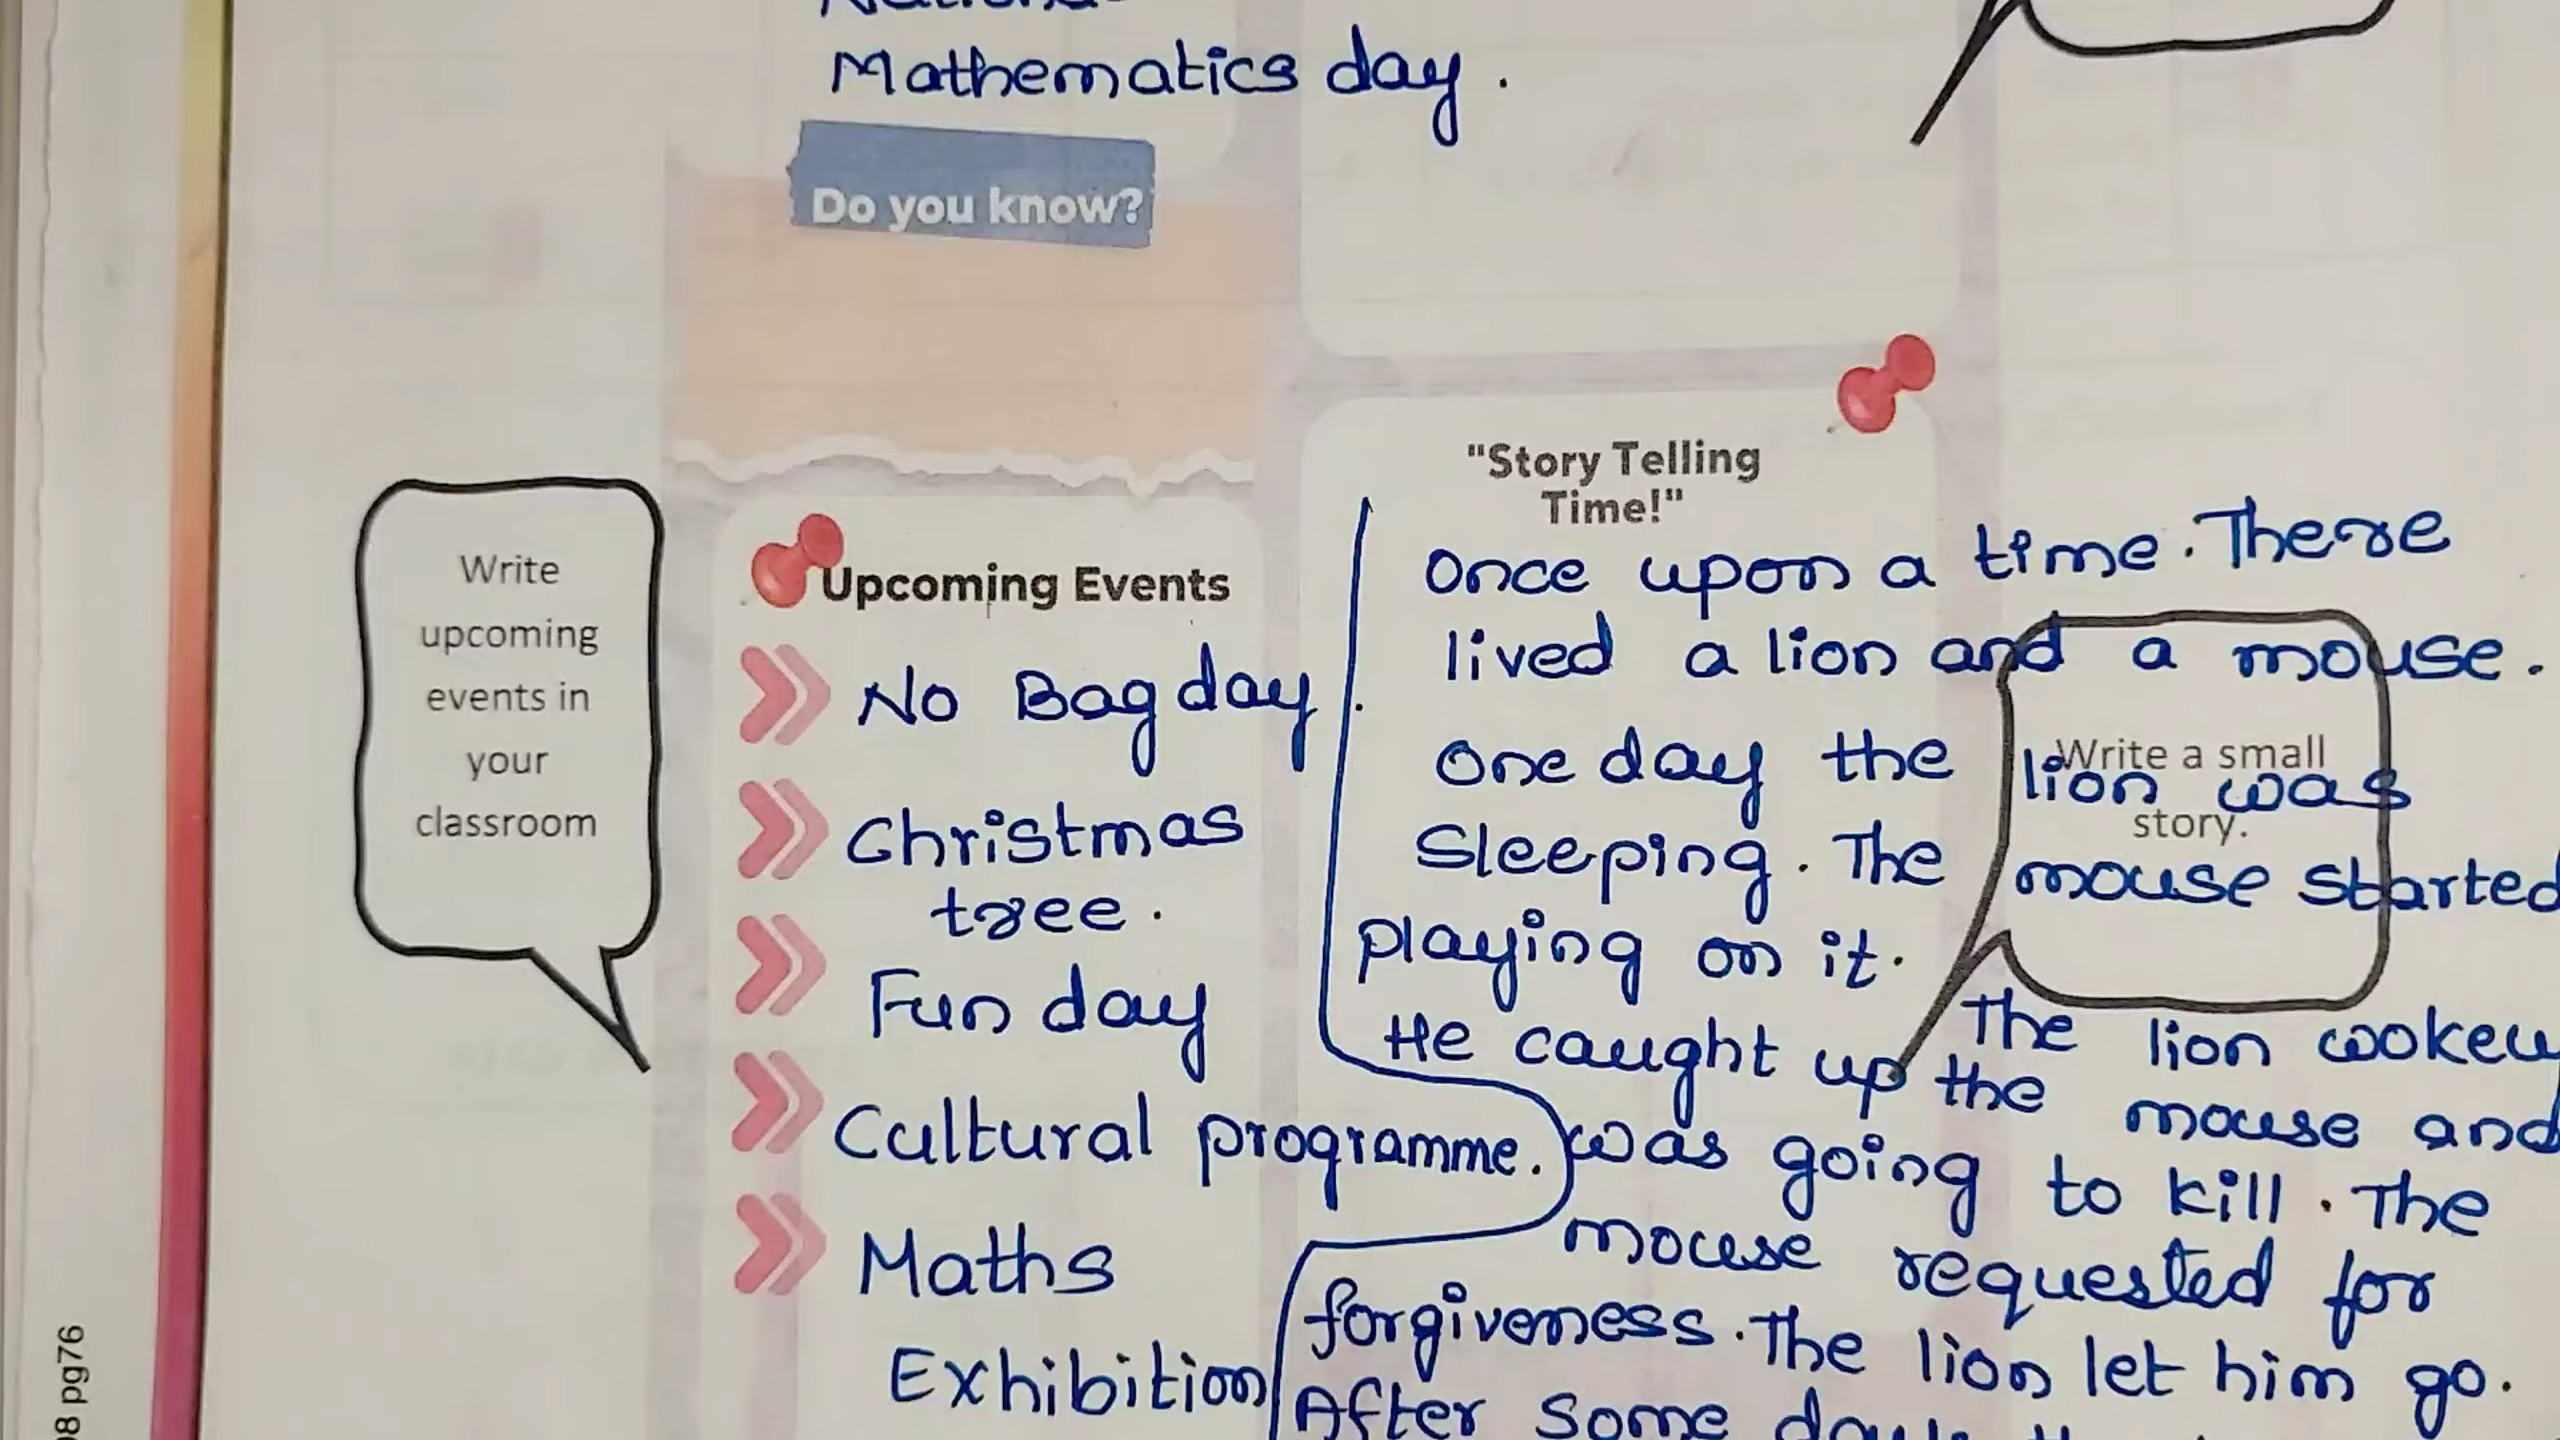 Mathematics day.
Do you know?
Write
upcoming
events in
your
classroom
Upcoming Events
No Bag day.
Christmas
tree.
Fun day
Cultural programme.
Maths
Exhibition
"Story Telling
Time!"
Once upon a time. There
lived a lion and a mouse.
One day the lion was
Sleeping. The mouse started
playing on it. The lion
He caught up the mouse and
was going to kill. The
mouse requested for
forgiveness. The lion let him go.
After some
Write a small
story.
pg76